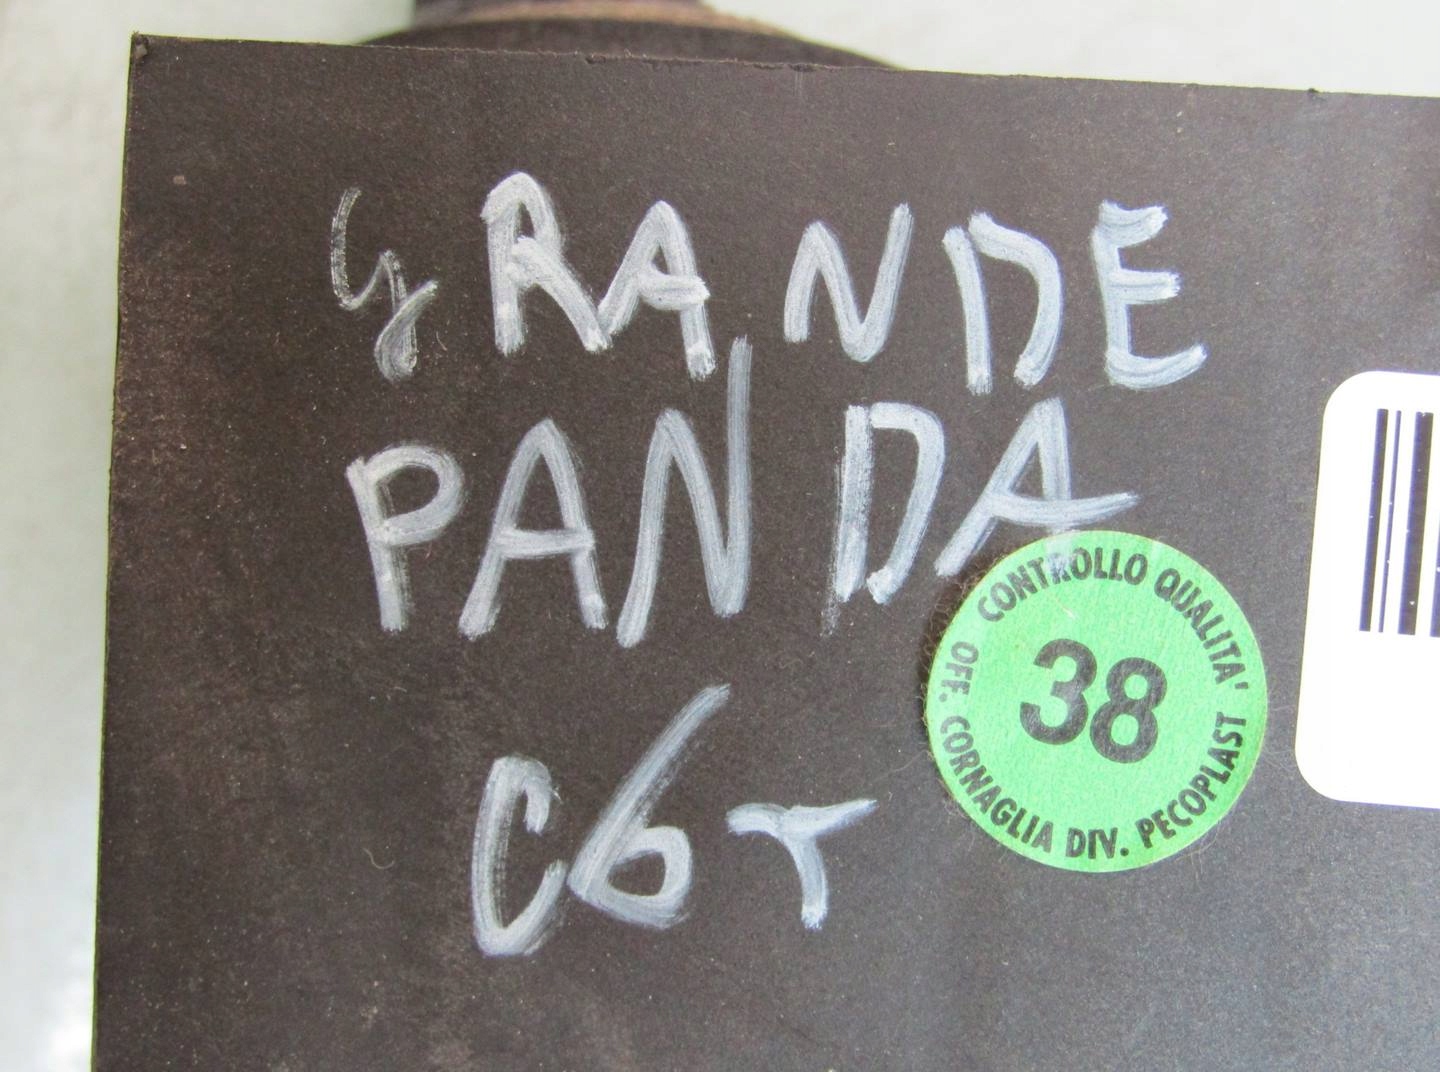 GRANDE
PANDA
C6T
CONTROLLO QUALITA'
38
OFF. CORNAGLIA DIV. PECOPLAST